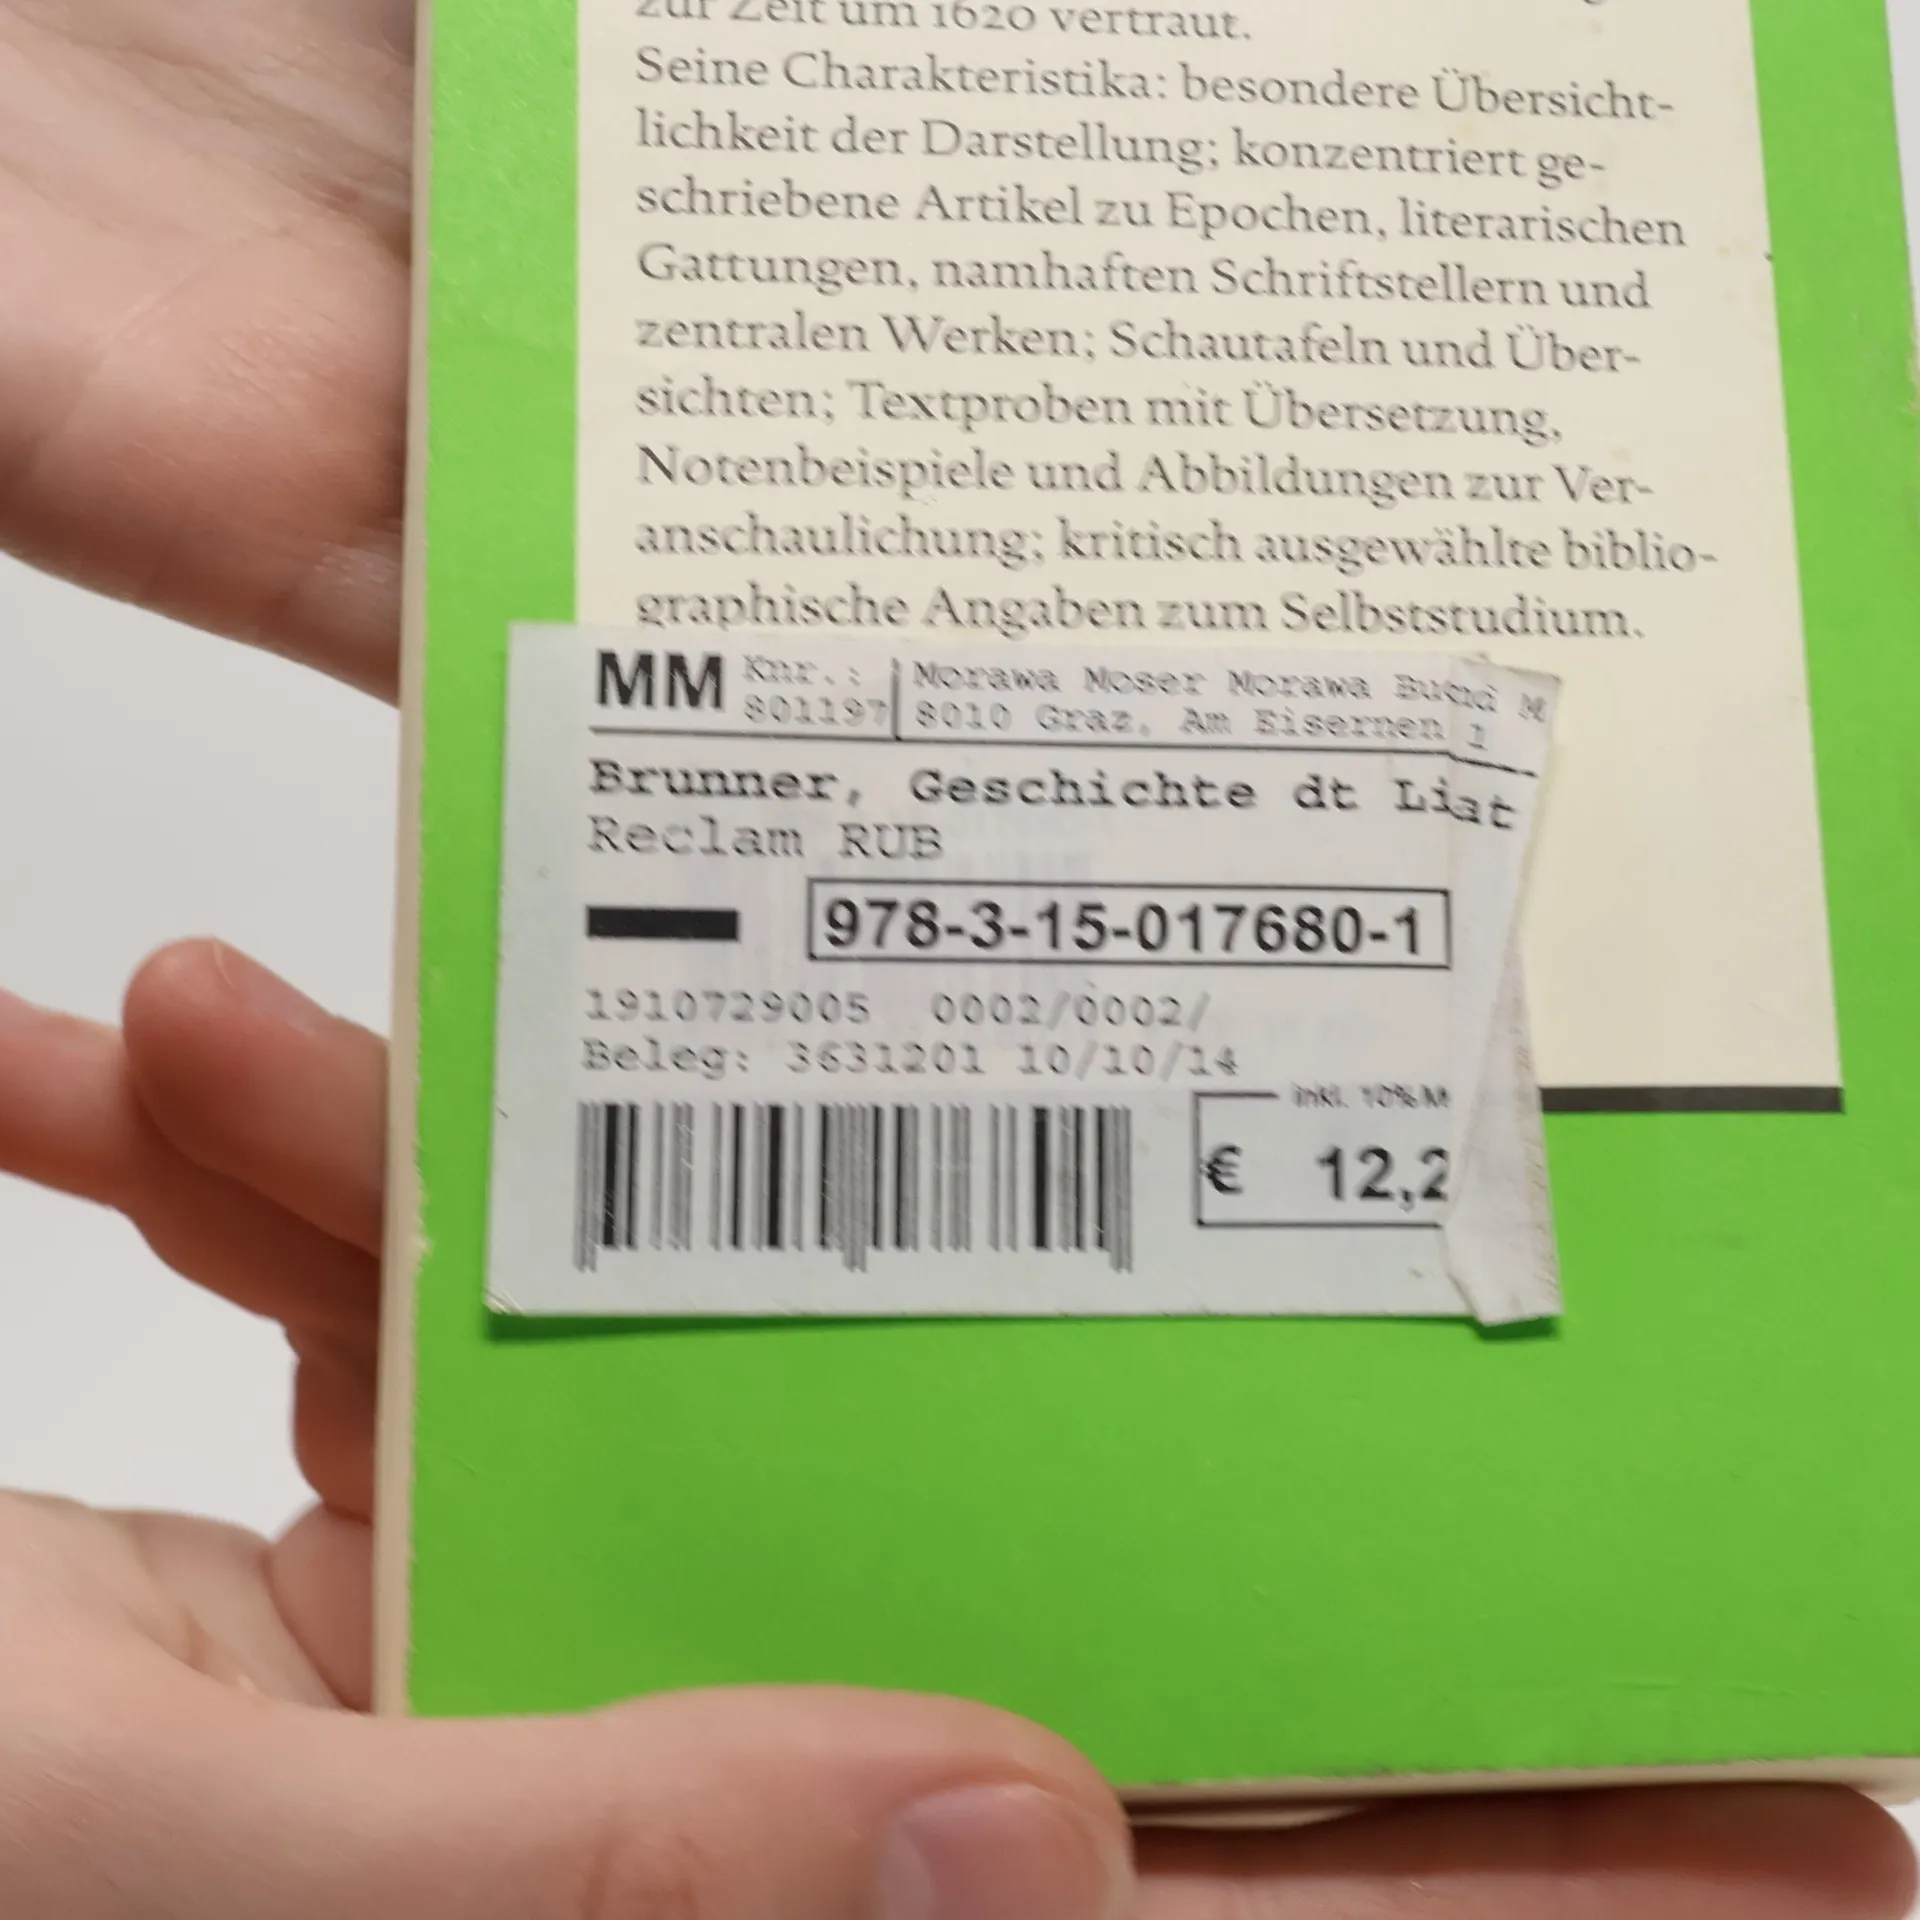 zur Zeit um 1620 vertraut.
Seine Charakteristika: besondere Übersicht-
lichkeit der Darstellung; konzentriert ge-
schriebene Artikel zu Epochen, literarischen
Gattungen, namhaften Schriftstellern und
zentralen Werken; Schautafeln und Über-
sichten; Textproben mit Übersetzung,
Notenbeispiele und Abbildungen zur Ver-
anschaulichung; kritisch ausgewählte biblio-
graphische Angaben zum Selbststudium.
MM Knr.: Morawa Moser Morawa
801197 8010 Graz, Am Eisernen 1
Brunner, Geschichte dt
Reclam RUB
978-3-15-017680-1
1910729005 0002/0002/
Beleg: 3631201 10/10/14
inkl. 10% M
€ 12,2